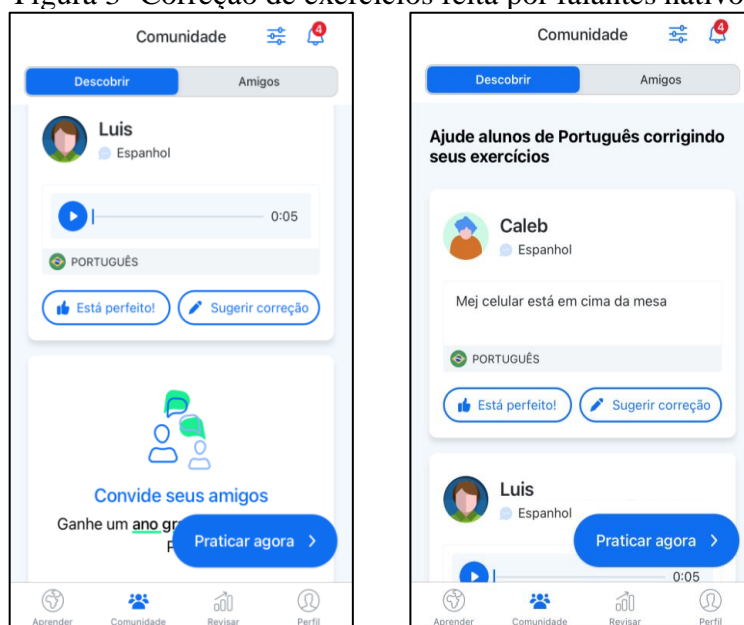 Figura 3- Correção de exercícios feita por falantes nativo
Comunidade
4
Descobrir
Amigos
Luis
Espanhol
0:05
PORTUGUÊS
Está perfeito!
Sugerir correção
Convide seus amigos
Ganhe um ano gr
P
Praticar agora >
Aprender
Comunidade
Revisar
Perfil
Comunidade
4
Descobrir
Amigos
Ajude alunos de Português corrigindo
seus exercícios
Caleb
Espanhol
Mej celular está em cima da mesa
PORTUGUÊS
Está perfeito!
Sugerir correção
Luis
Espanhol
Praticar agora >
0:05
Aprender
Comunidade
Revisar
Perfil